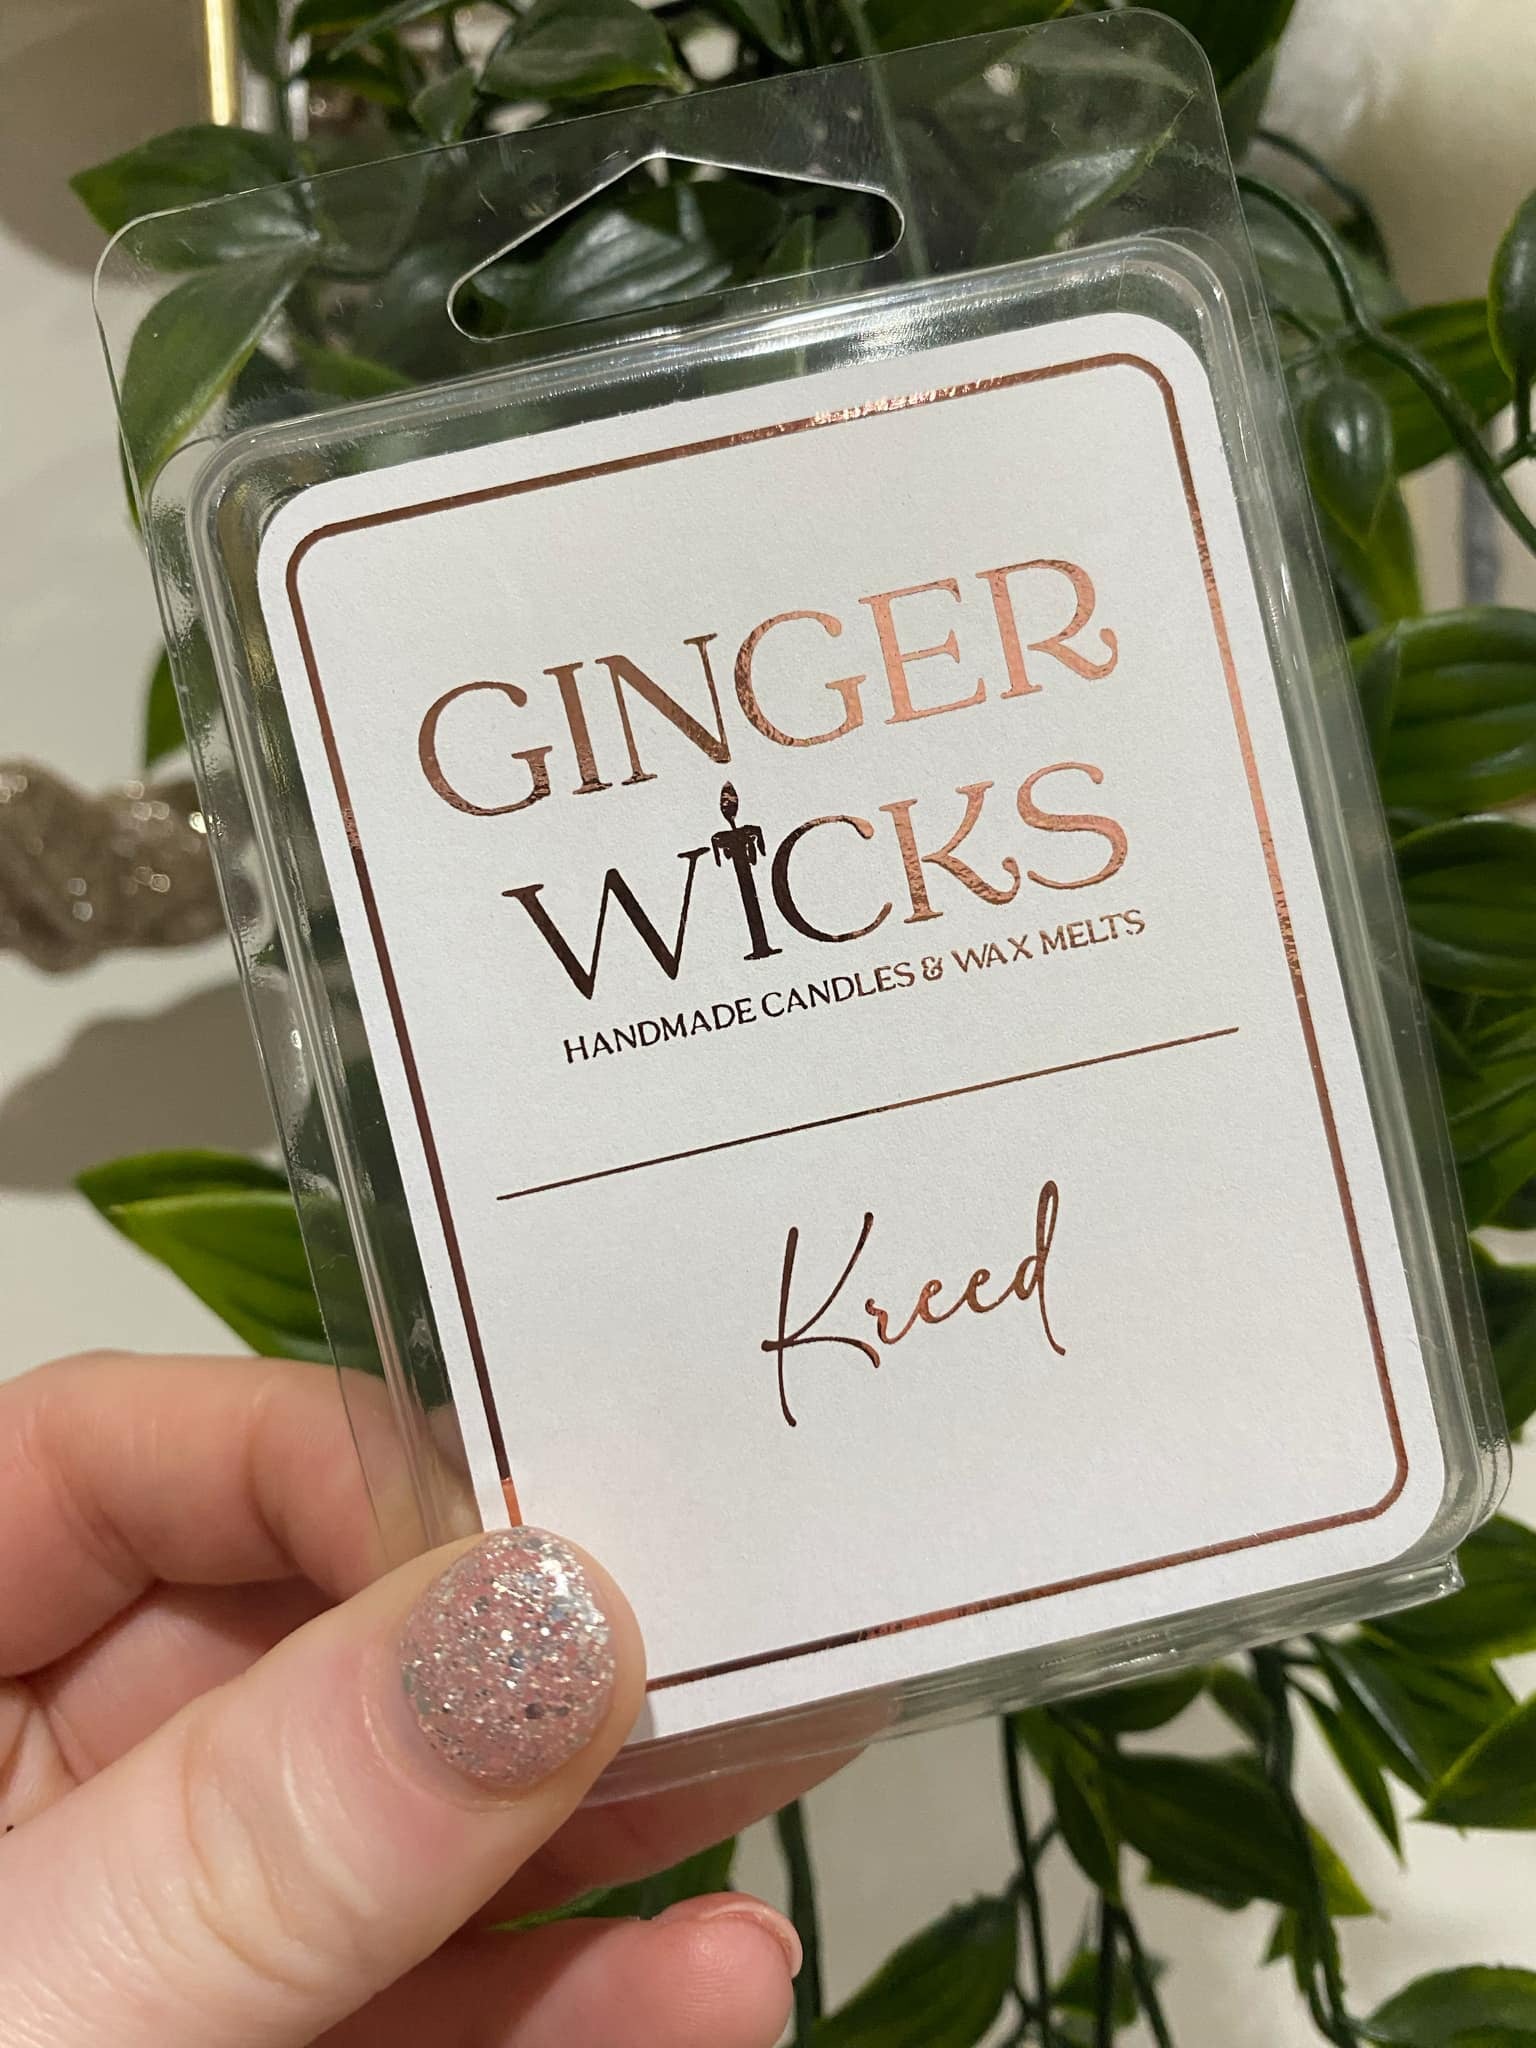 GINGER
WICKS
HANDMADE CANDLES & WAX MELTS
Kreed